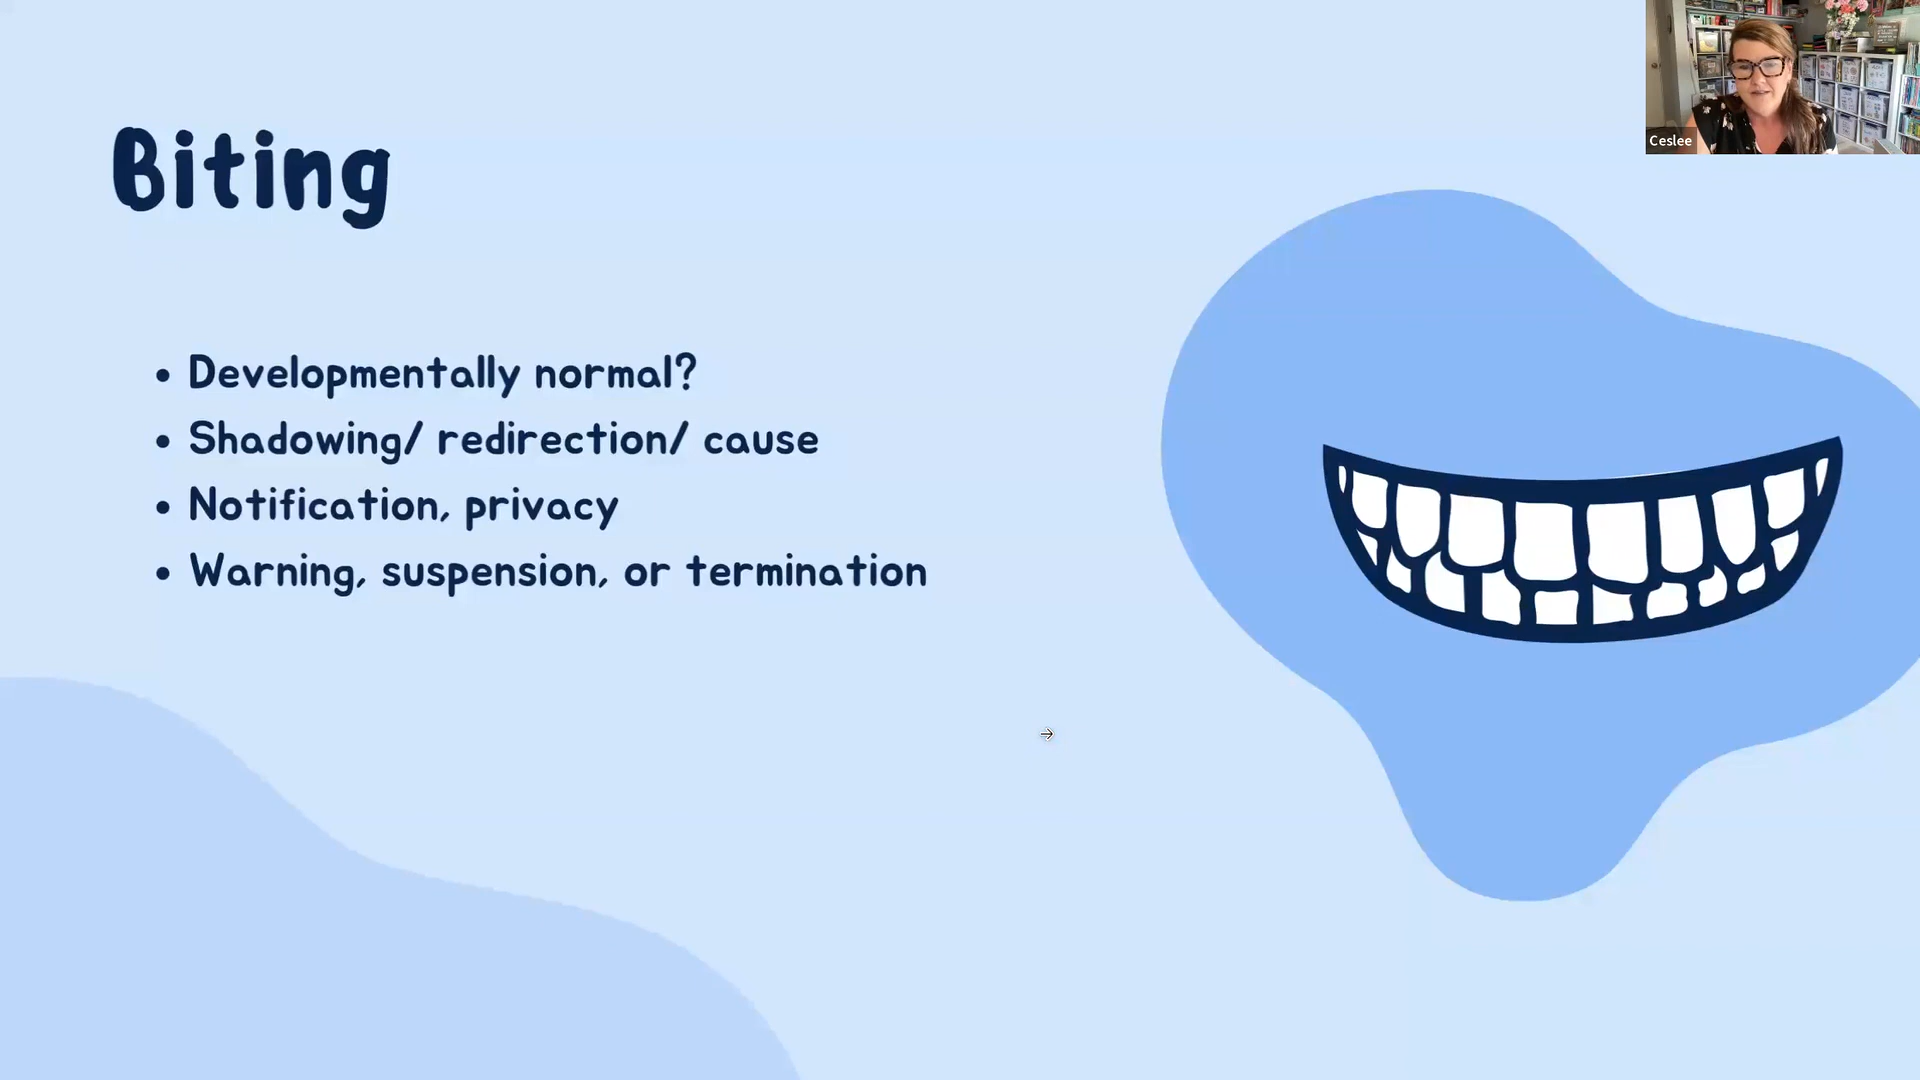 Ceslee
Biting
• Developmentally normal?
• Shadowing/ redirection/ cause
• Notification, privacy
• Warning, suspension, or termination